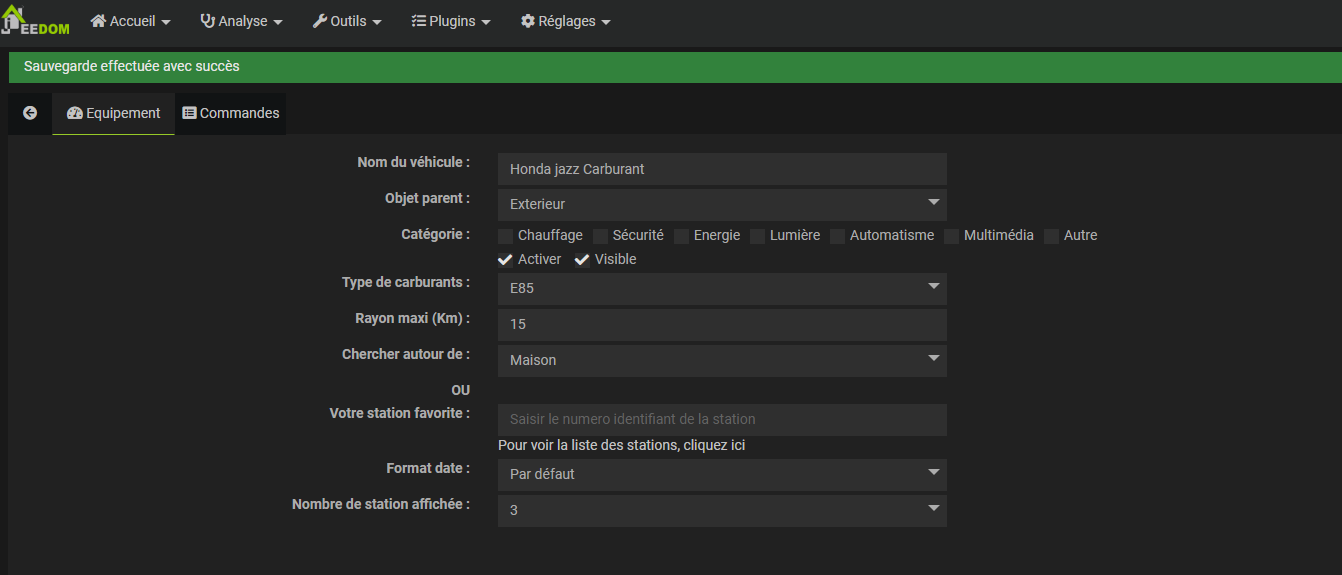 JEEDOM Accueil Analyse Outils Plugins Réglages
Sauvegarde effectuée avec succès
Equipement Commandes
Nom du véhicule : Honda jazz Carburant
Objet parent : Exterieur
Catégorie : Chauffage Sécurité Energie Lumière Automatisme Multimédia Autre
Activer Visible
Type de carburants : E85
Rayon maxi (Km) : 15
Chercher autour de : Maison
OU
Votre station favorite : Saisir le numero identifiant de la station
Pour voir la liste des stations, cliquez ici
Format date : Par défaut
Nombre de station affichée : 3